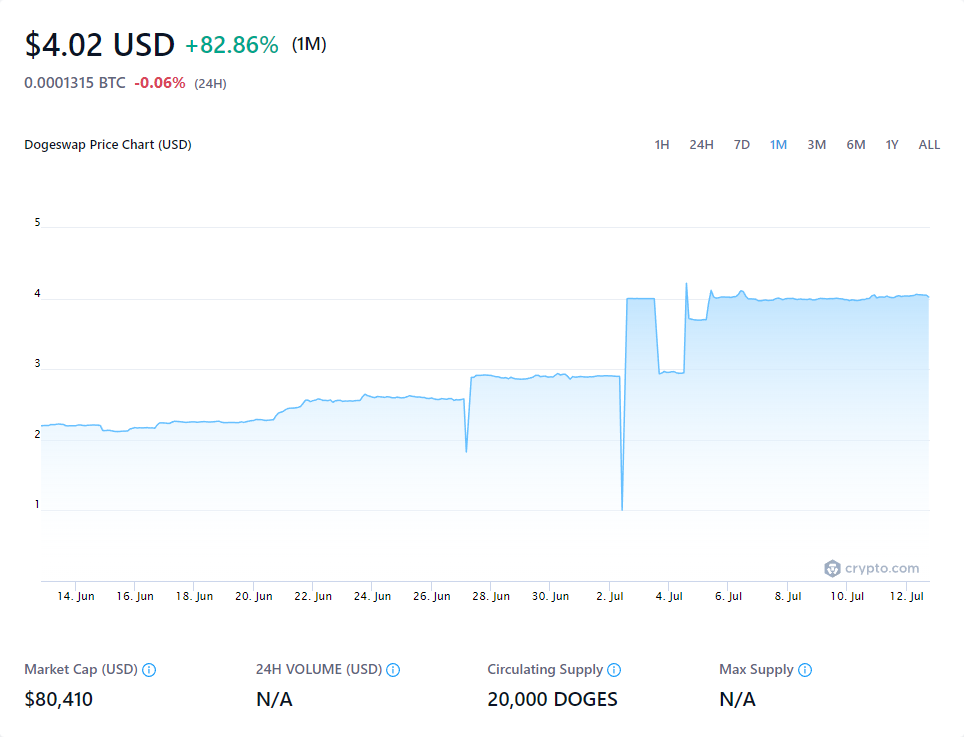 $4.02 USD +82.86% (1M)
0.0001315 BTC -0.06% (24H)
Dogeswap Price Chart (USD) 1H 24H 7D 1M 3M 6M 1Y ALL
5
4
3
2
1
crypto.com
14. Jun 16. Jun 18. Jun 20. Jun 22. Jun 24. Jun 26. Jun 28. Jun 30. Jun 2. Jul 4. Jul 6. Jul 8. Jul 10. Jul 12. Jul
Market Cap (USD) 24H VOLUME (USD) Circulating Supply Max Supply
$80,410 N/A 20,000 DOGES N/A